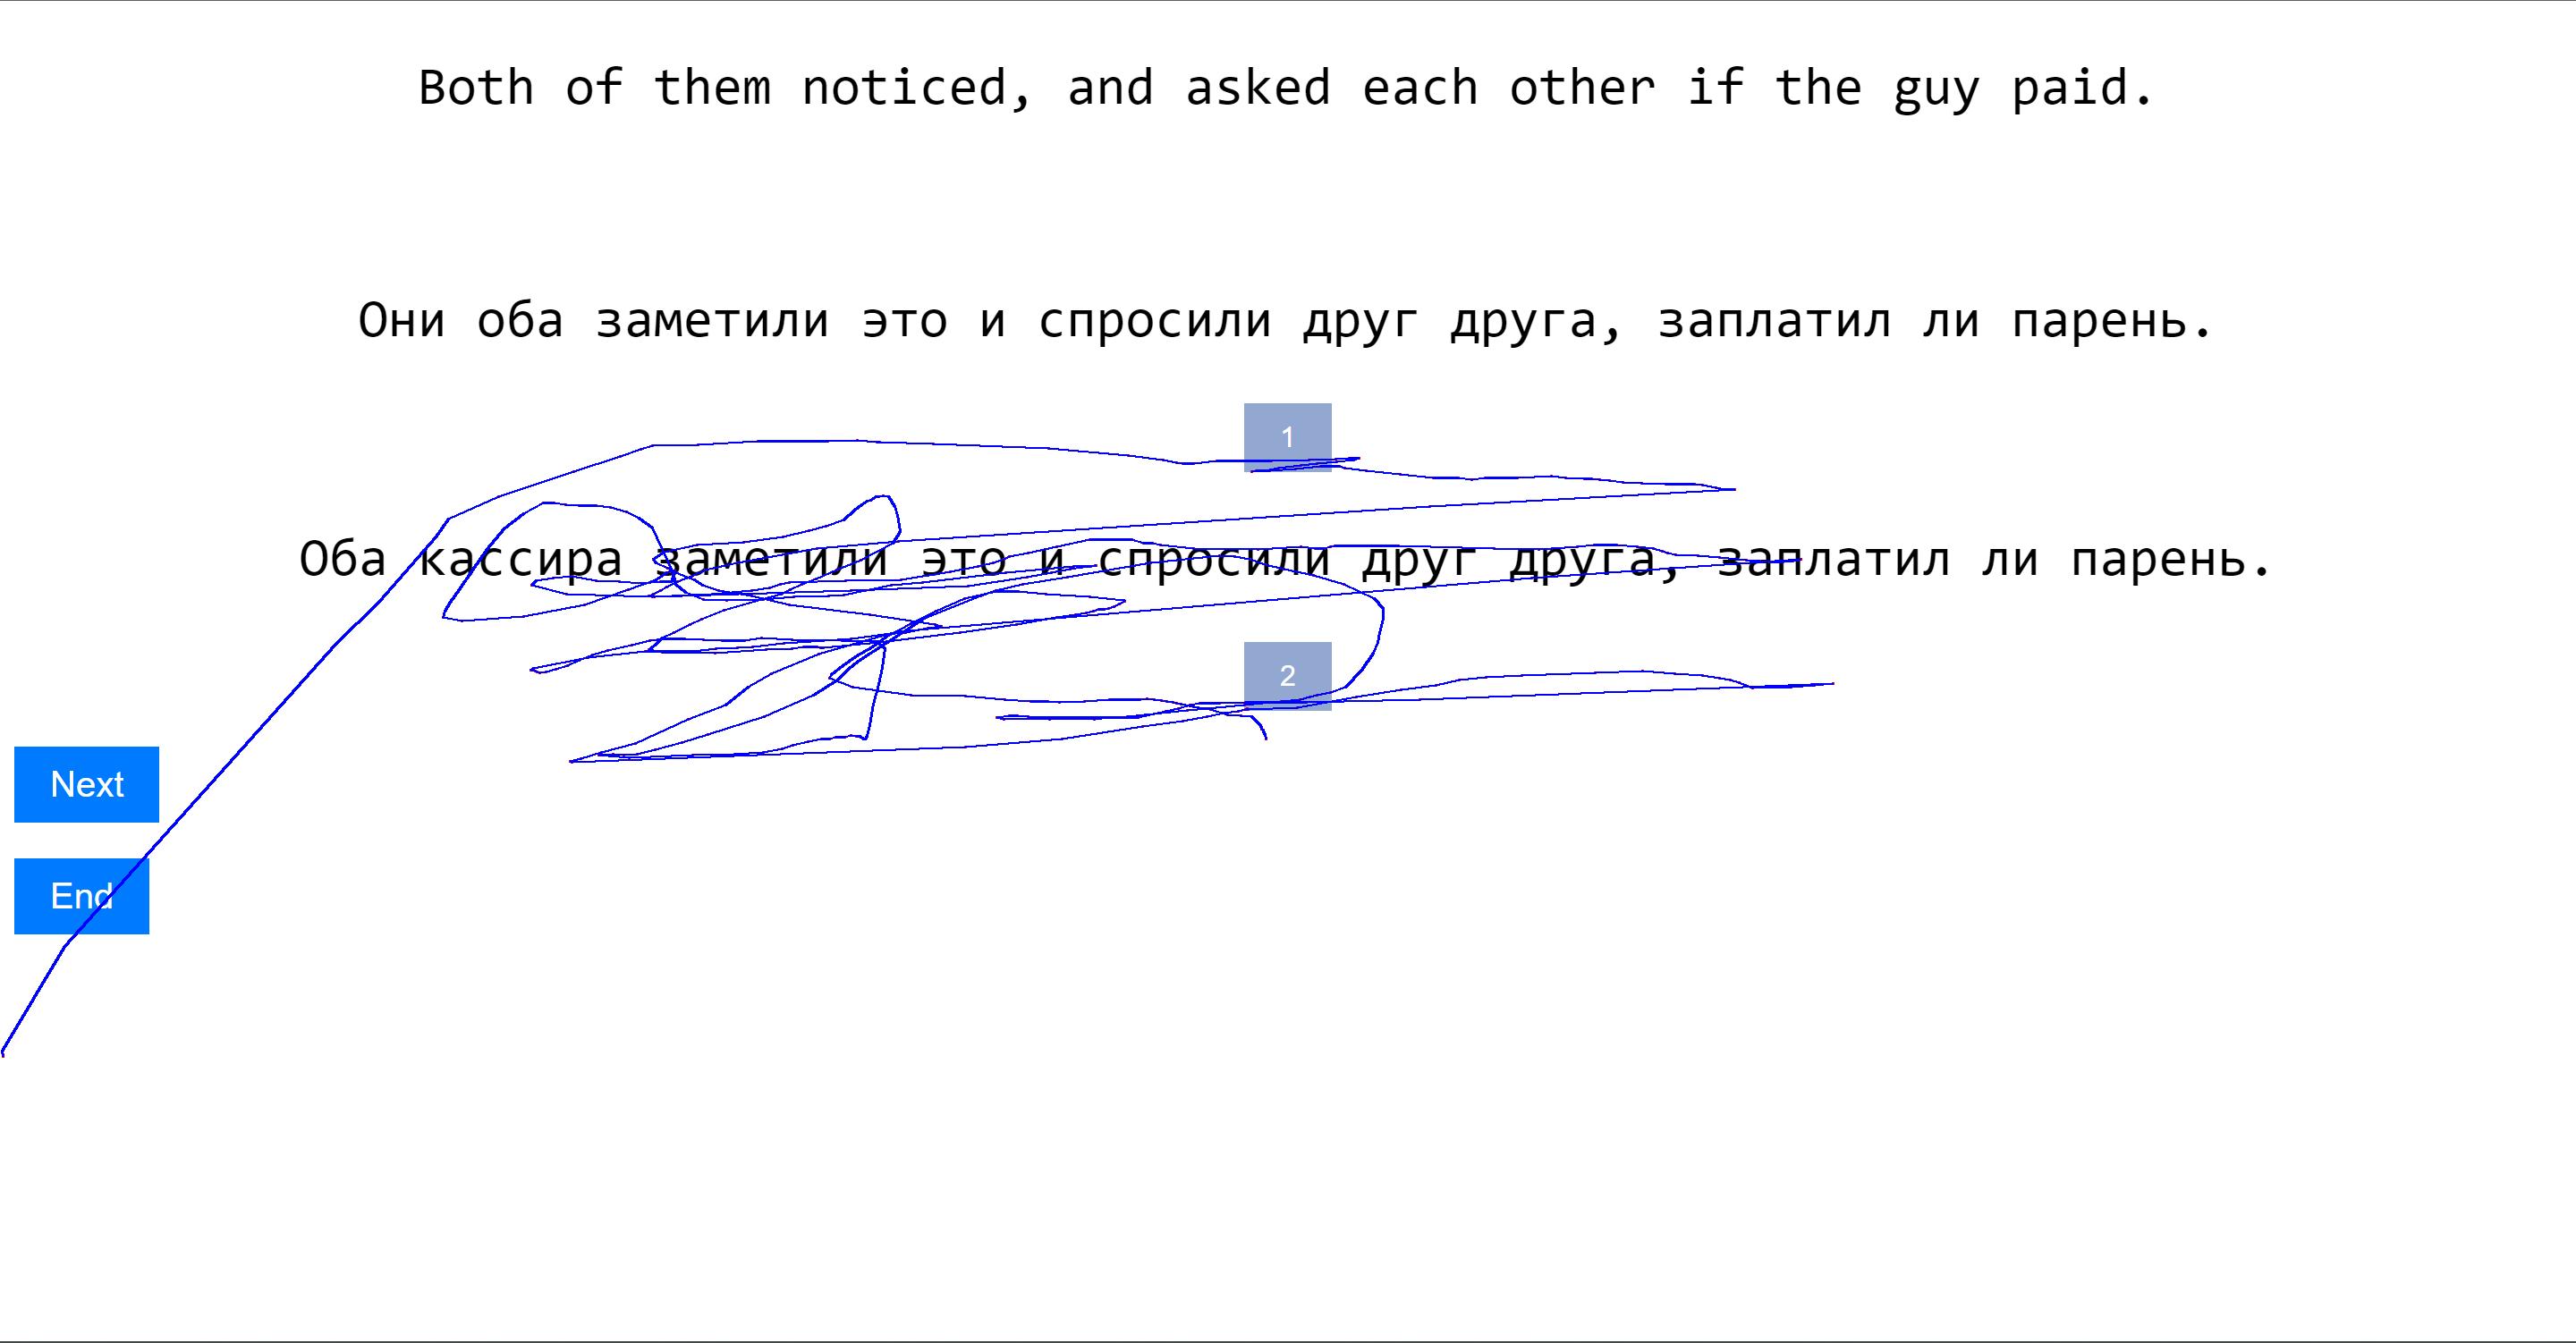 Both of them noticed, and asked each other if the guy paid.
Они оба заметили это и спросили друг друга, заплатил ли парень.
1
Оба кассира заметили это и спросили друг друга, заплатил ли парень.
2
Next
End